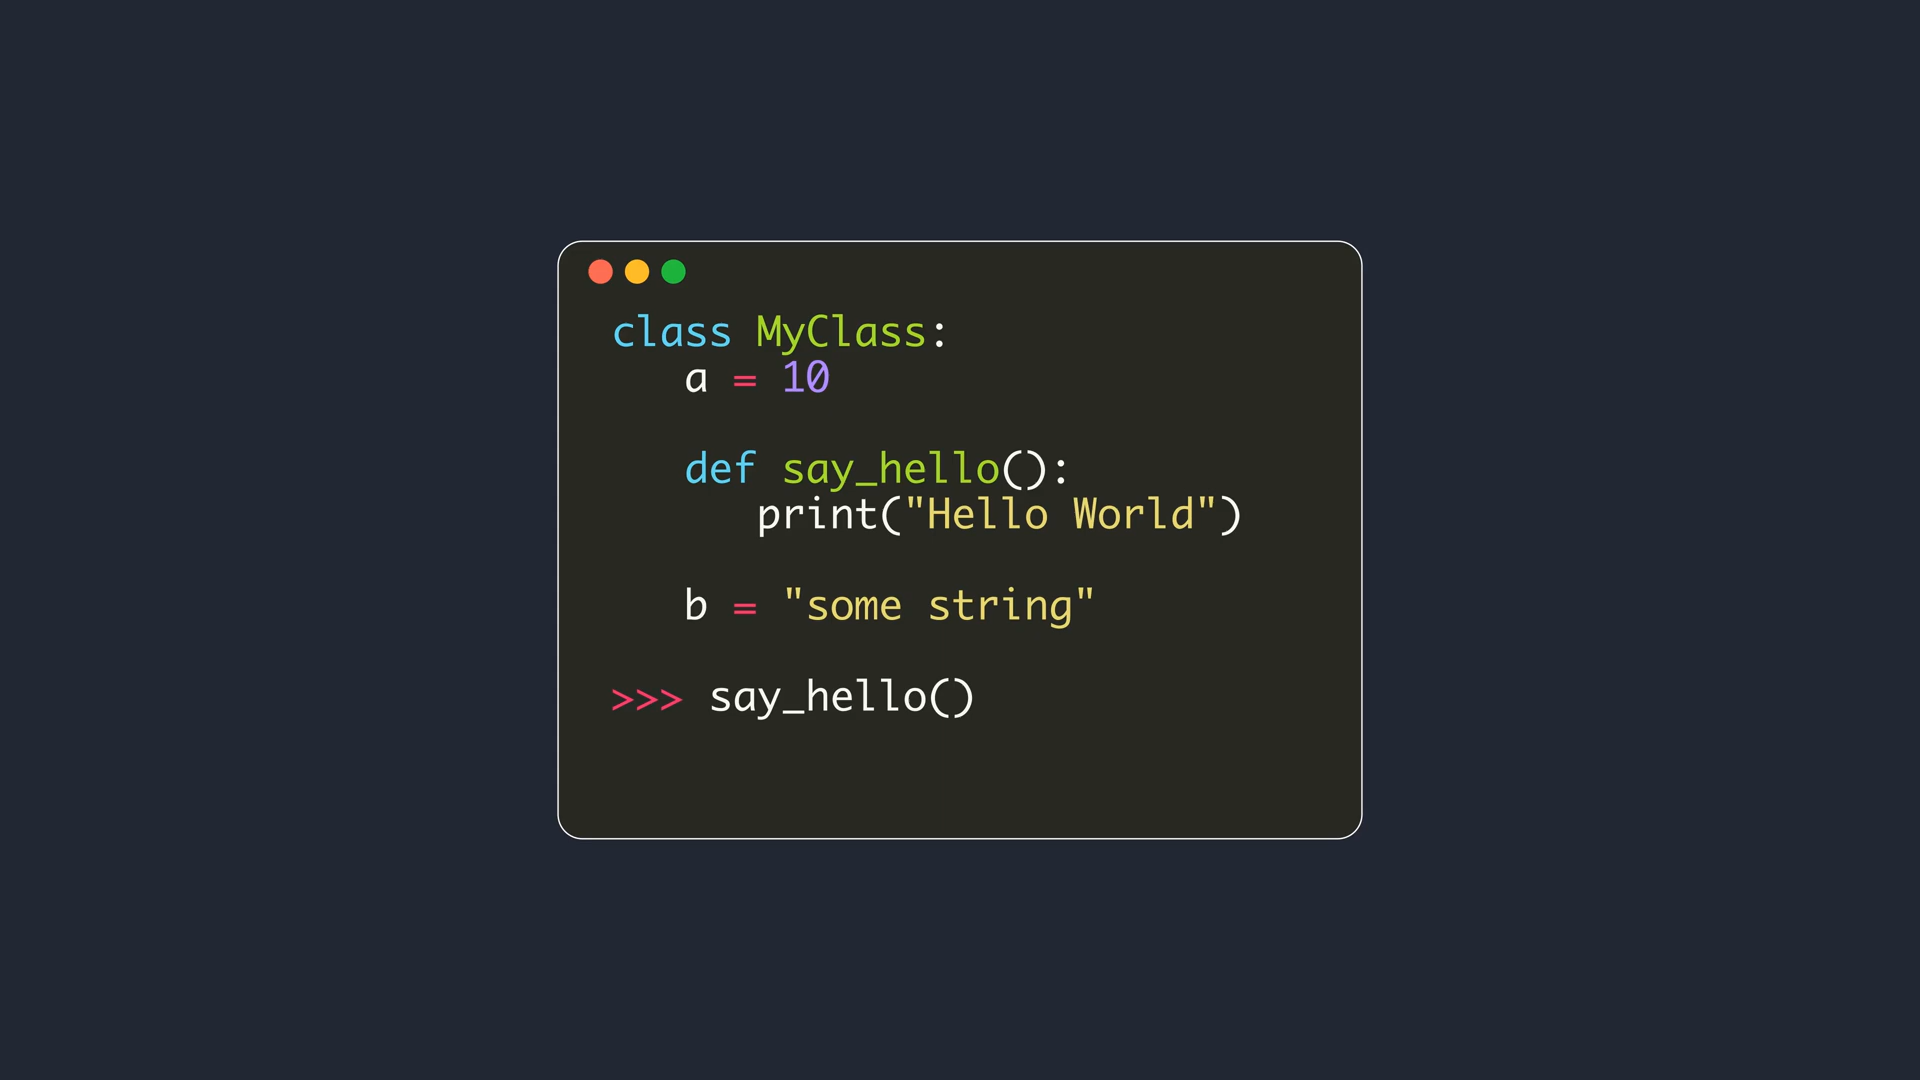 class MyClass:
   a = 10
   def say_hello():
      print("Hello World")
   b = "some string"
>>> say_hello()